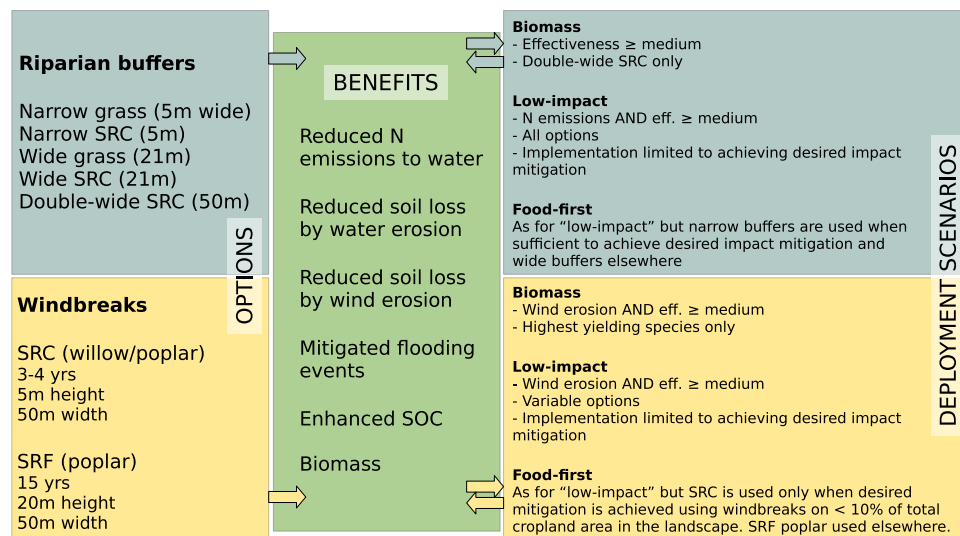 Riparian buffers
Narrow grass (5m wide)
Narrow SRC (5m)
Wide grass (21m)
Wide SRC (21m)
Double-wide SRC (50m)
OPTIONS
Windbreaks
SRC (willow/poplar)
3-4 yrs
5m height
50m width
SRF (poplar)
15 yrs
20m height
50m width
BENEFITS
Reduced N
emissions to water
Reduced soil loss
by water erosion
Reduced soil loss
by wind erosion
Mitigated flooding
events
Enhanced SOC
Biomass
Biomass
- Effectiveness ≥ medium
- Double-wide SRC only
Low-impact
- N emissions AND eff. ≥ medium
- All options
- Implementation limited to achieving desired impact
mitigation
Food-first
As for “low-impact” but narrow buffers are used when
sufficient to achieve desired impact mitigation and
wide buffers elsewhere
Biomass
- Wind erosion AND eff. ≥ medium
- Highest yielding species only
Low-impact
- Wind erosion AND eff. ≥ medium
- Variable options
- Implementation limited to achieving desired impact
mitigation
Food-first
As for “low-impact” but SRC is used only when desired
mitigation is achieved using windbreaks on < 10% of total
cropland area in the landscape. SRF poplar used elsewhere.
DEPLOYMENT SCENARIOS